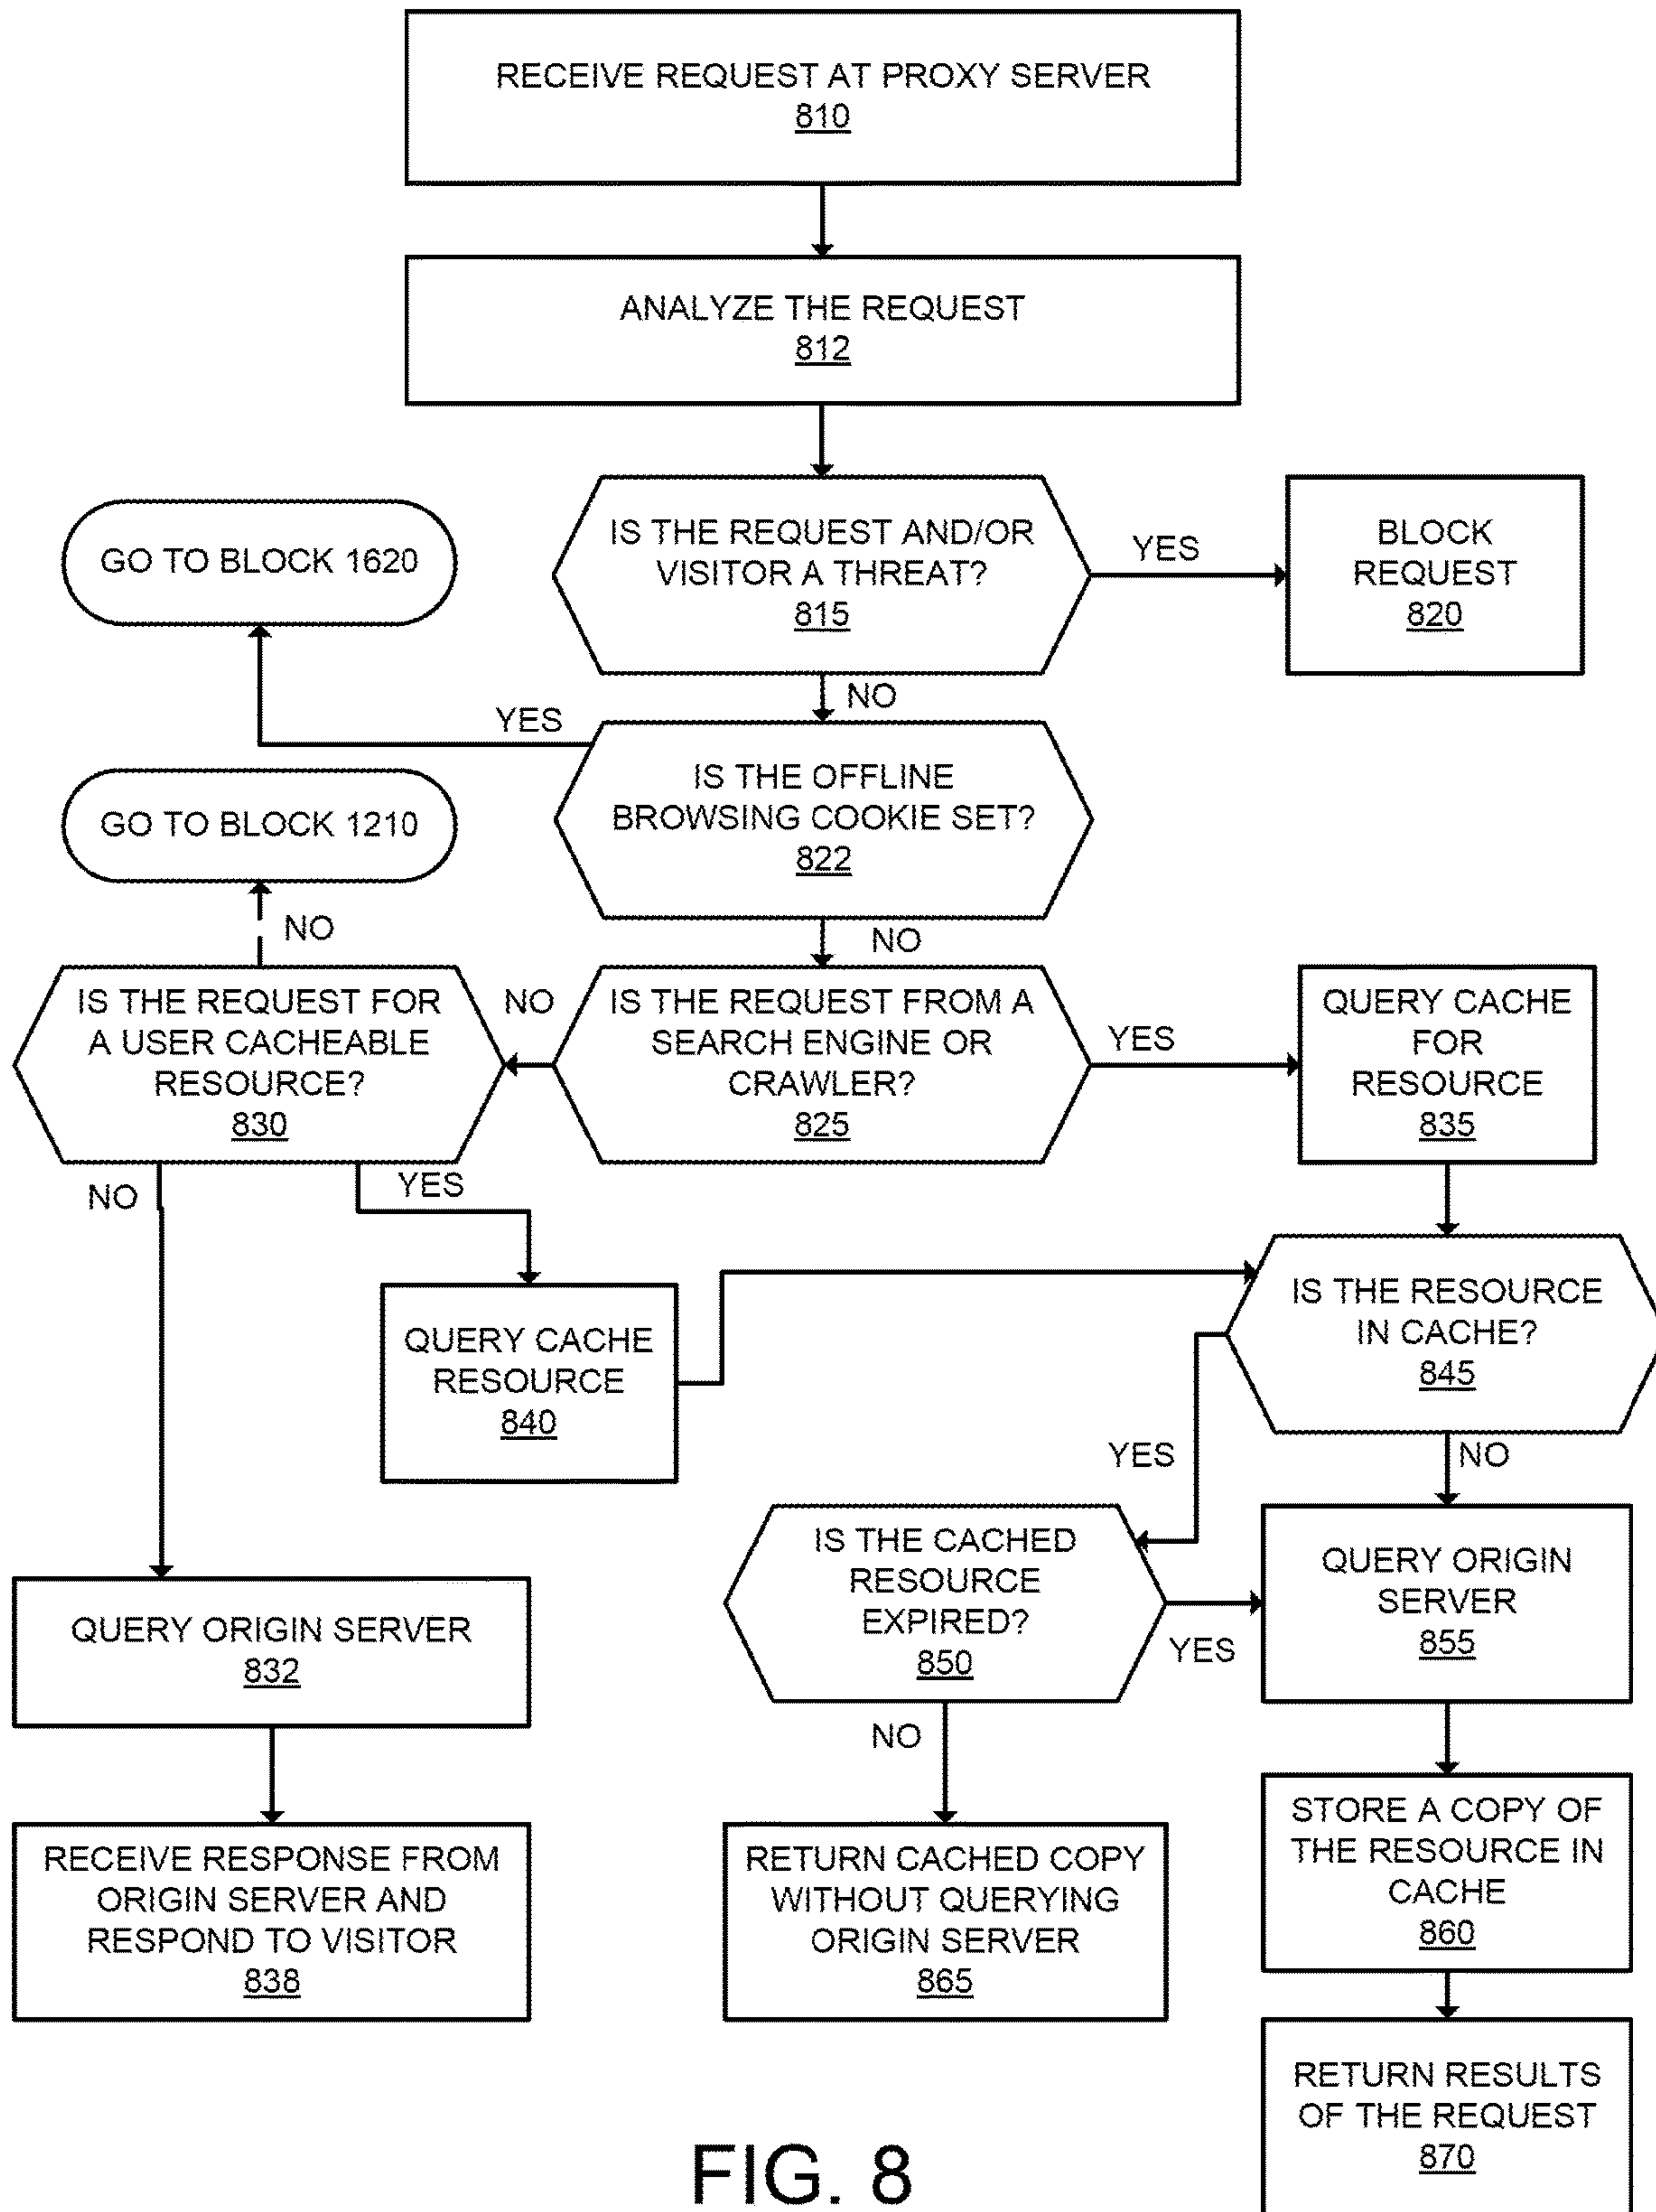 RECEIVE REQUEST AT PROXY SERVER
810
ANALYZE THE REQUEST
812
IS THE REQUEST AND/OR
VISITOR A THREAT?
815
YES
BLOCK
REQUEST
820
GO TO BLOCK 1620
NO
YES
IS THE OFFLINE
BROWSING COOKIE SET?
822
GO TO BLOCK 1210
NO
NO
IS THE REQUEST FOR
A USER CACHEABLE
RESOURCE?
830
NO
IS THE REQUEST FROM A
SEARCH ENGINE OR
CRAWLER?
825
YES
QUERY CACHE
FOR
RESOURCE
835
NO
YES
QUERY CACHE
RESOURCE
840
IS THE RESOURCE
IN CACHE?
845
YES
NO
IS THE CACHED
RESOURCE
EXPIRED?
850
YES
QUERY ORIGIN
SERVER
855
QUERY ORIGIN SERVER
832
NO
RECEIVE RESPONSE FROM
ORIGIN SERVER AND
RESPOND TO VISITOR
838
RETURN CACHED COPY
WITHOUT QUERYING
ORIGIN SERVER
865
STORE A COPY OF
THE RESOURCE IN
CACHE
860
RETURN RESULTS
OF THE REQUEST
870
FIG. 8